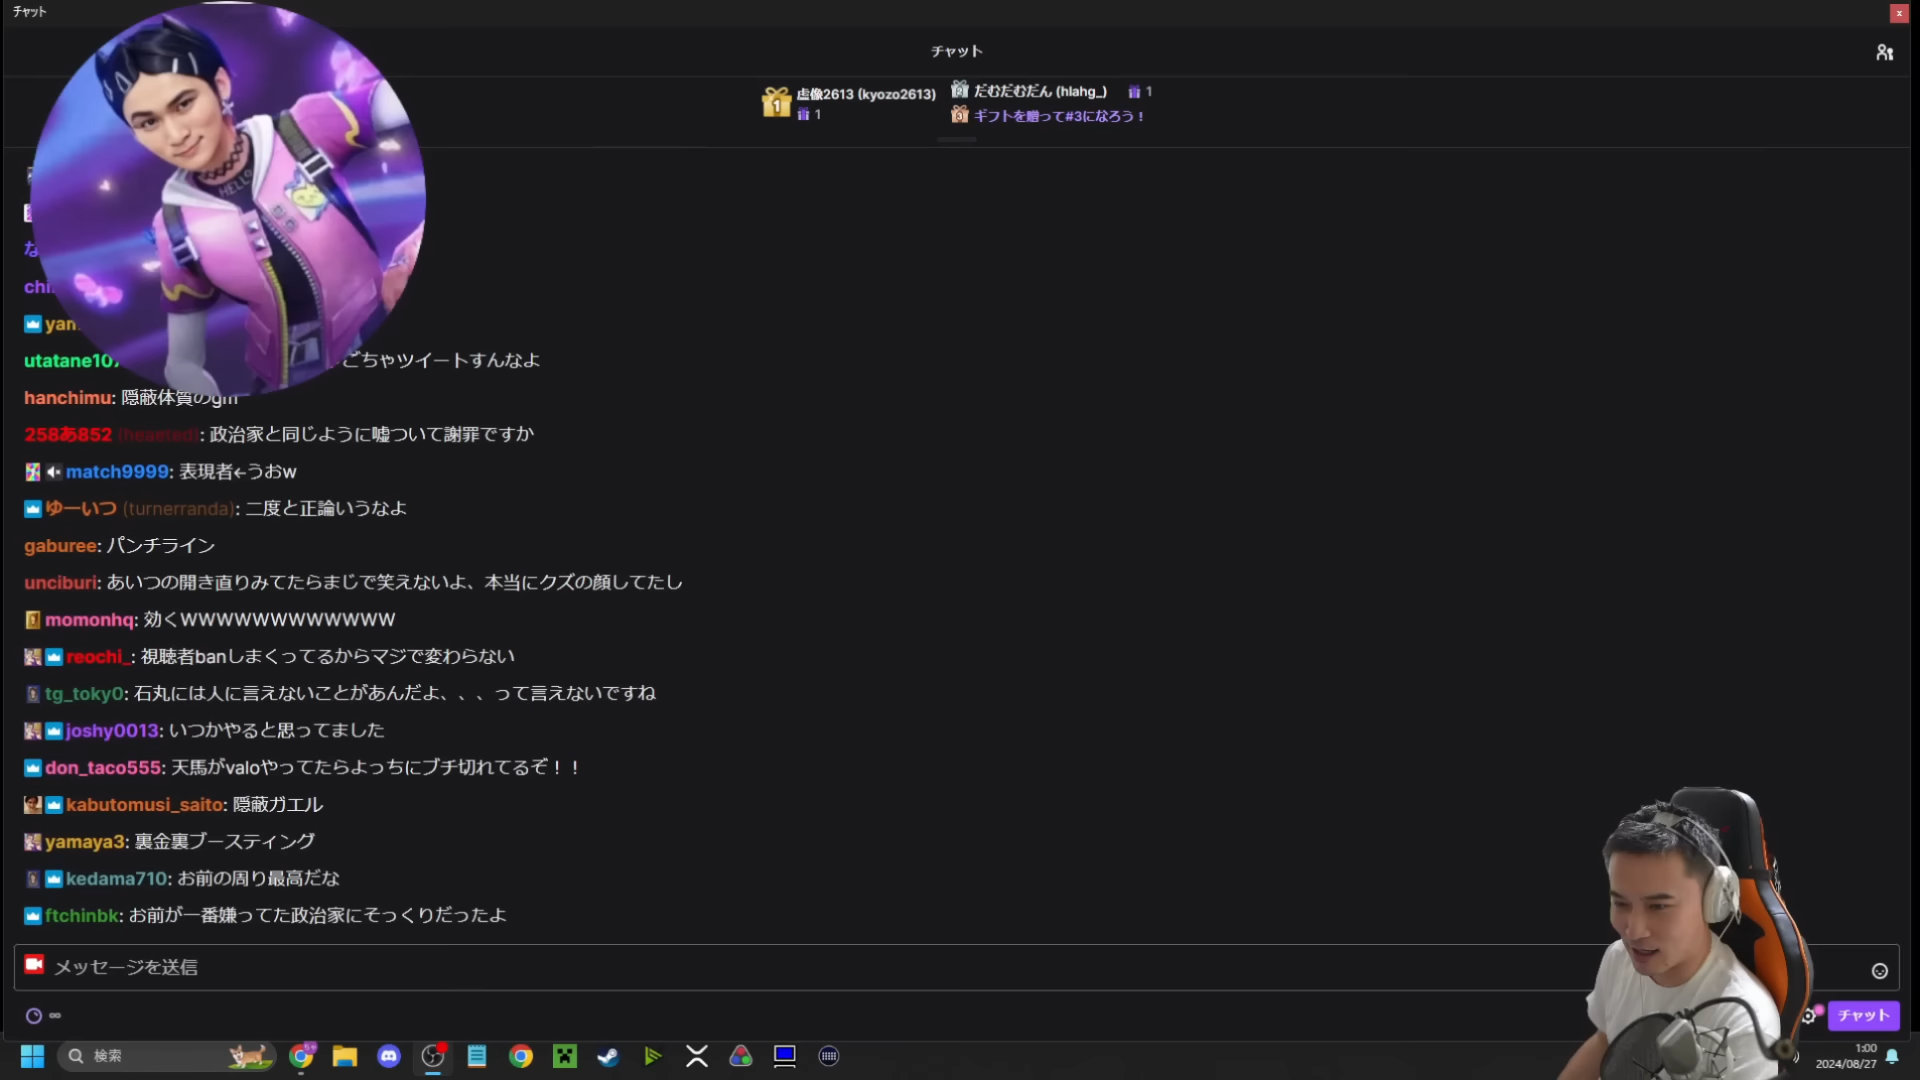 チャット
チャット
虚像2613 (kyozo2613)
1
だむだむだん (hlahg_) 1
ギフトを贈って#3になろう！
HELLO
な
chi
yam
utatane10 ごちゃツイートすんなよ
hanchimu: 隠蔽体質のgm
258あ852 (heaeted): 政治家と同じように嘘ついて謝罪ですか
match9999: 表現者←うおw
ゆーいつ (turnerranda): 二度と正論いうなよ
gaburee: パンチライン
unciburi: あいつの開き直りみてたらまじで笑えないよ、本当にクズの顔してたし
momonhq: 効くWWWWWWWWWWWW
reochi_: 視聴者banしまくってるからマジで変わらない
tg_toky0: 石丸には人に言えないことがあんだよ、、、って言えないですね
joshy0013: いつかやると思ってました
don_taco555: 天馬がvaloやってたらよっちにブチ切れてるぞ！！
kabutomusi_saito: 隠蔽ガエル
yamaya3: 裏金裏ブースティング
kedama710: お前の周り最高だな
ftchinbk: お前が一番嫌ってた政治家にそっくりだったよ
メッセージを送信
∞
チャット
検索
1:00
2024/08/27